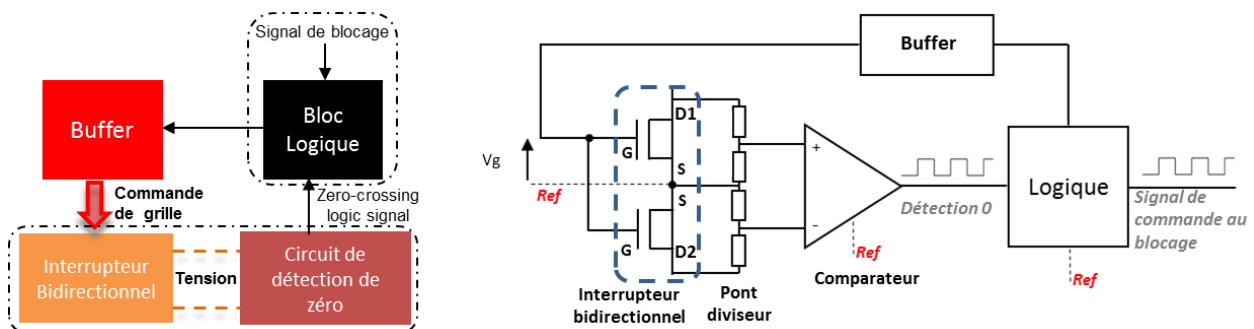 Signal de blocage
Buffer
Bloc
Logique
Commande
de grille
Zero-crossing
logic signal
Interrupteur
Bidirectionnel
Tension
Circuit de
détection de
zéro
Buffer
D1
G
S
Vg
Ref
S
G
D2
+
-
Détection 0
Logique
Signal de
commande au
blocage
Ref
Ref
Comparateur
Interrupteur
bidirectionnel
Pont
diviseur